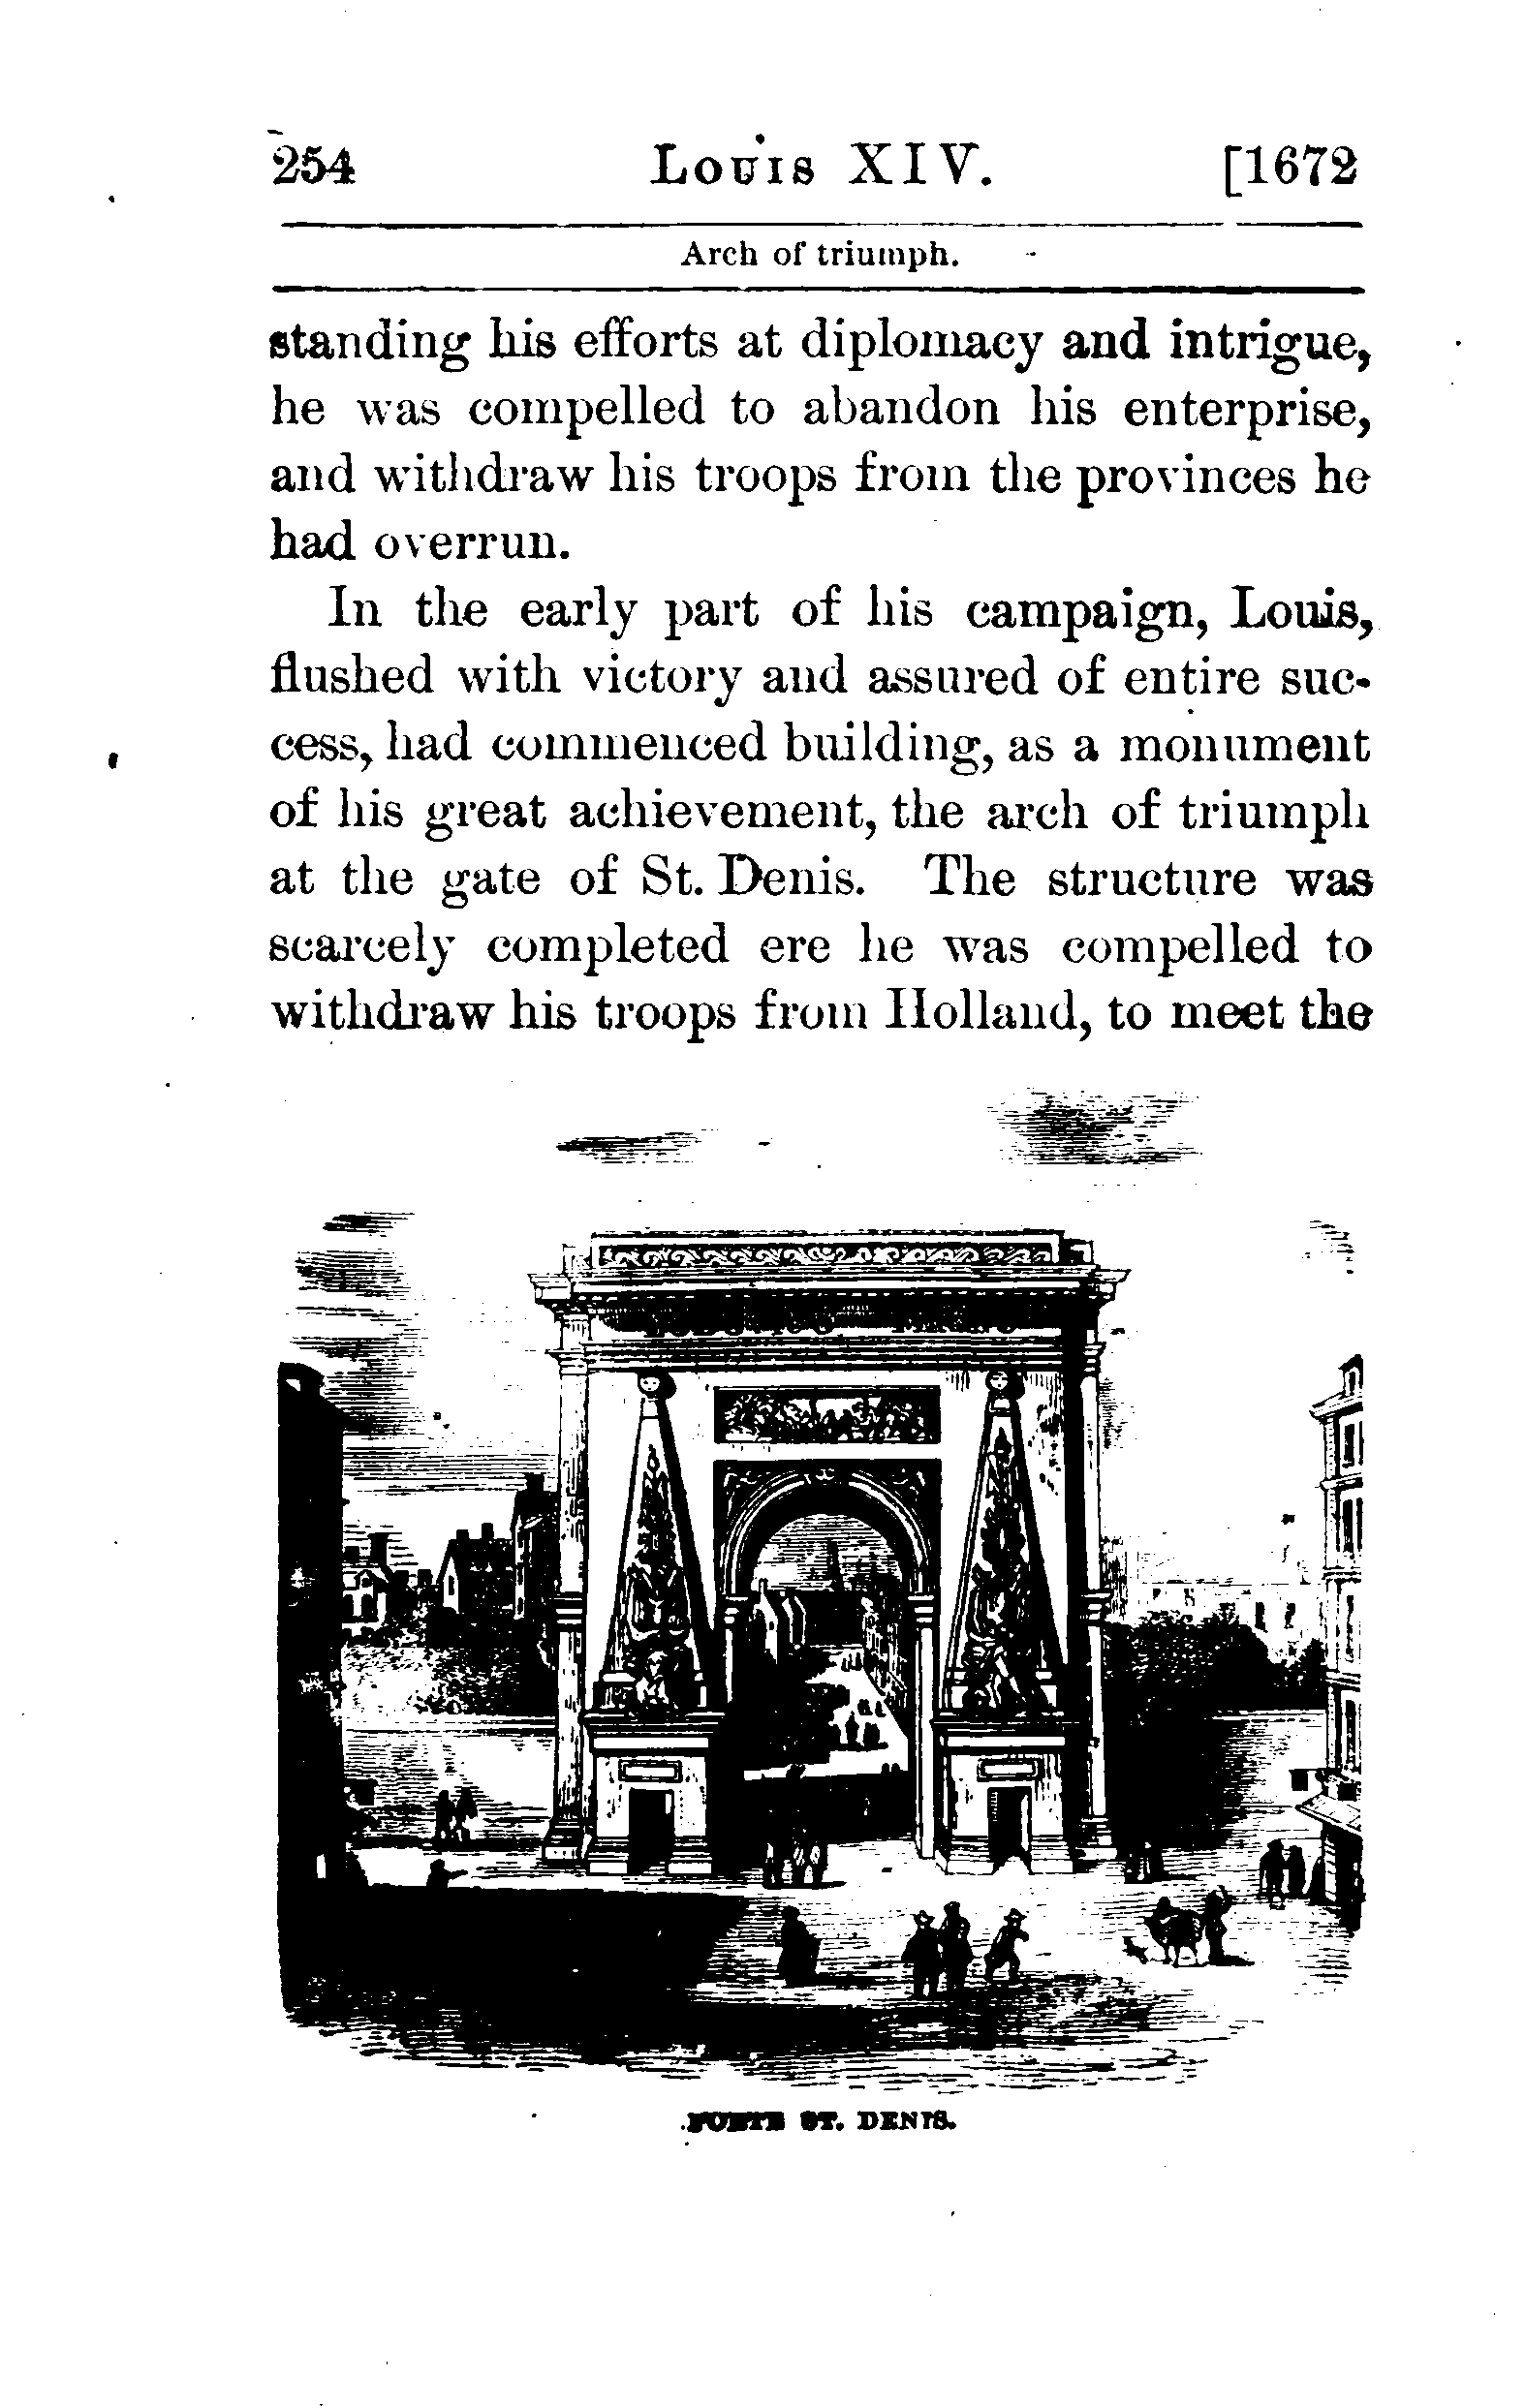 254 Louis XIV. [1672
Arch of triumph.
standing his efforts at diplomacy and intrigue,
he was compelled to abandon his enterprise,
and withdraw his troops from the provinces he
had overrun.
In the early part of his campaign, Louis,
flushed with victory and assured of entire suc-
cess, had commenced building, as a monument
of his great achievement, the arch of triumph
at the gate of St. Denis. The structure was
scarcely completed ere he was compelled to
withdraw his troops from Holland, to meet the
PORTE ST. DENIS.